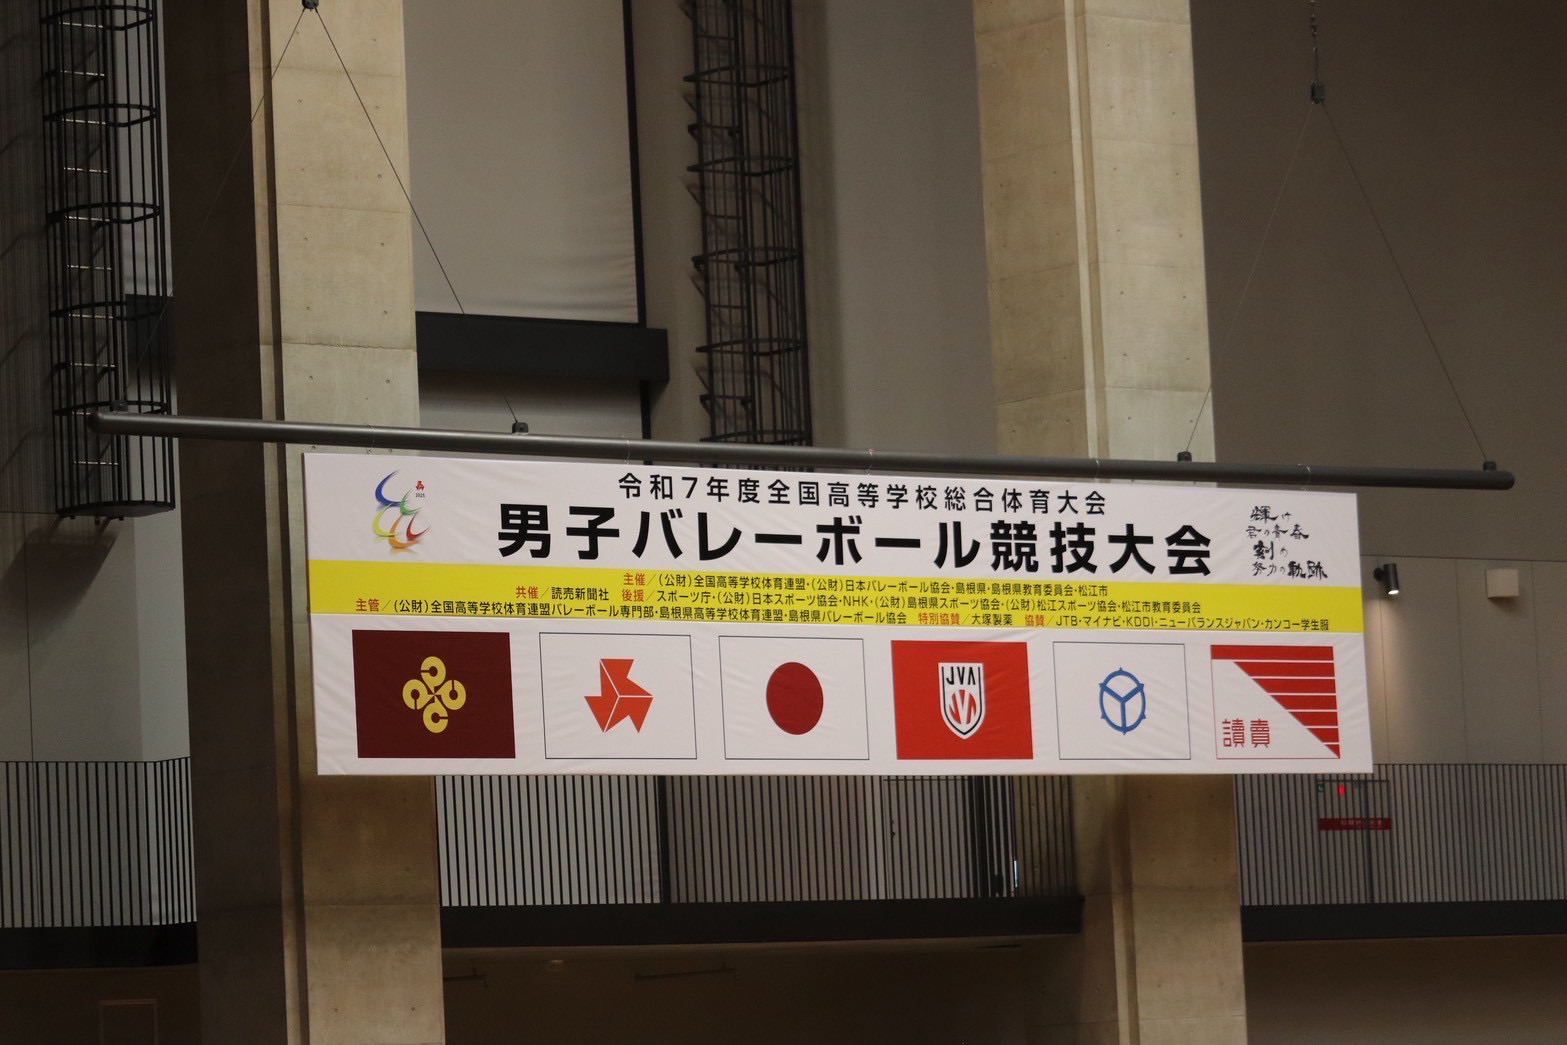 令和7年度全国高等学校総合体育大会
男子バレーボール競技大会
2025
輝け
君の青春
刻め
努力の軌跡
主催／(公財)全国高等学校体育連盟・(公財)日本バレーボール協会・島根県・島根県教育委員会・松江市
共催／読売新聞社 後援／スポーツ庁・(公財)日本スポーツ協会・NHK・(公財)島根県スポーツ協会・(公財)松江スポーツ協会・松江市教育委員会
主管／(公財)全国高等学校体育連盟バレーボール専門部・島根県高等学校体育連盟・島根県バレーボール協会 特別協賛／大塚製薬 協賛／JTB・マイナビ・KDDI・ニューバランスジャパン・カンコー学生服
JVA
讀賣